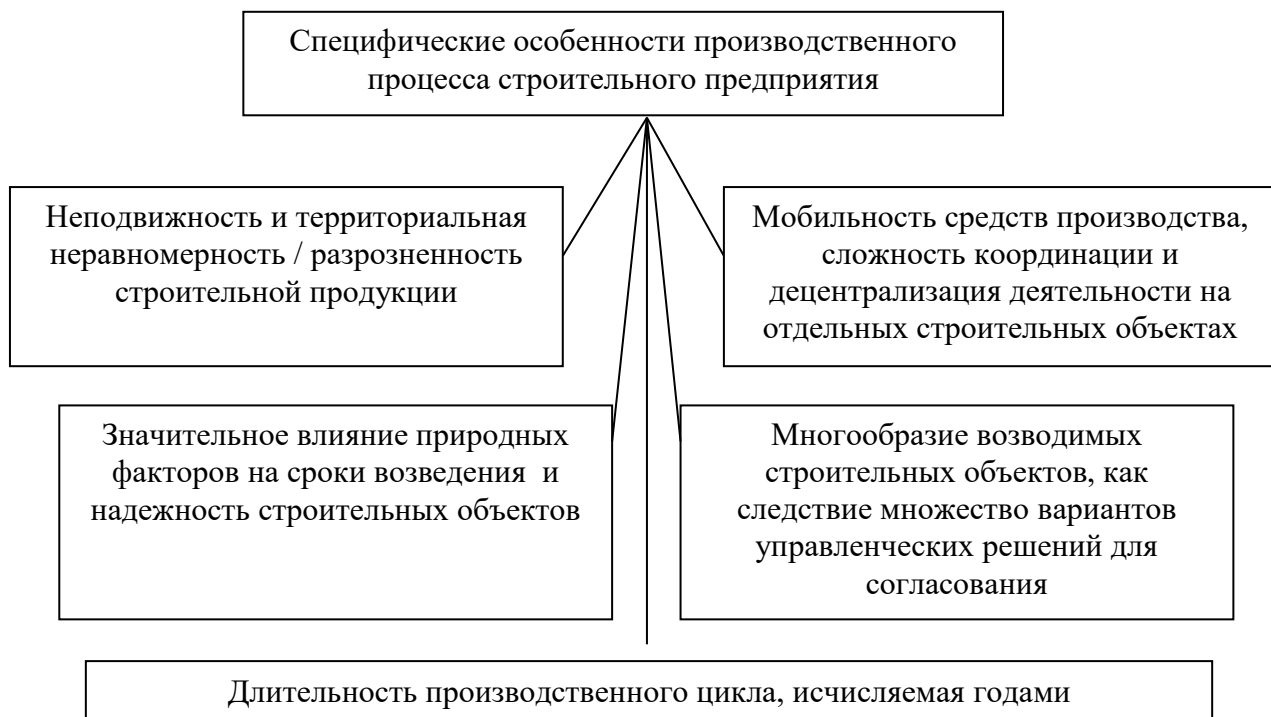 Специфические особенности производственного
процесса строительного предприятия
Неподвижность и территориальная
неравномерность / разрозненность
строительной продукции
Мобильность средств производства,
сложность координации и
децентрализация деятельности на
отдельных строительных объектах
Значительное влияние природных
факторов на сроки возведения и
надежность строительных объектов
Многообразие возводимых
строительных объектов, как
следствие множество вариантов
управленческих решений для
согласования
Длительность производственного цикла, исчисляемая годами